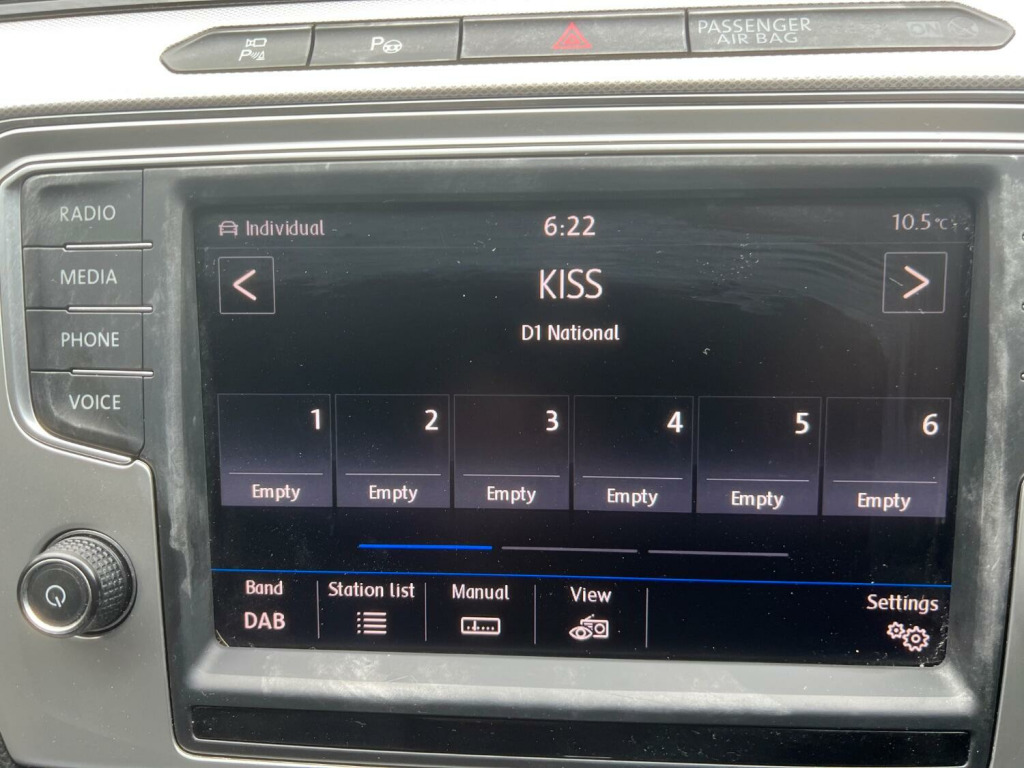 P
P
PASSENGER
AIR BAG
ON
RADIO
MEDIA
PHONE
VOICE
Individual
6:22
10.5°C
<
KISS
>
D1 National
1
2
3
4
5
6
Empty
Empty
Empty
Empty
Empty
Empty
Band
DAB
Station list
Manual
View
Settings